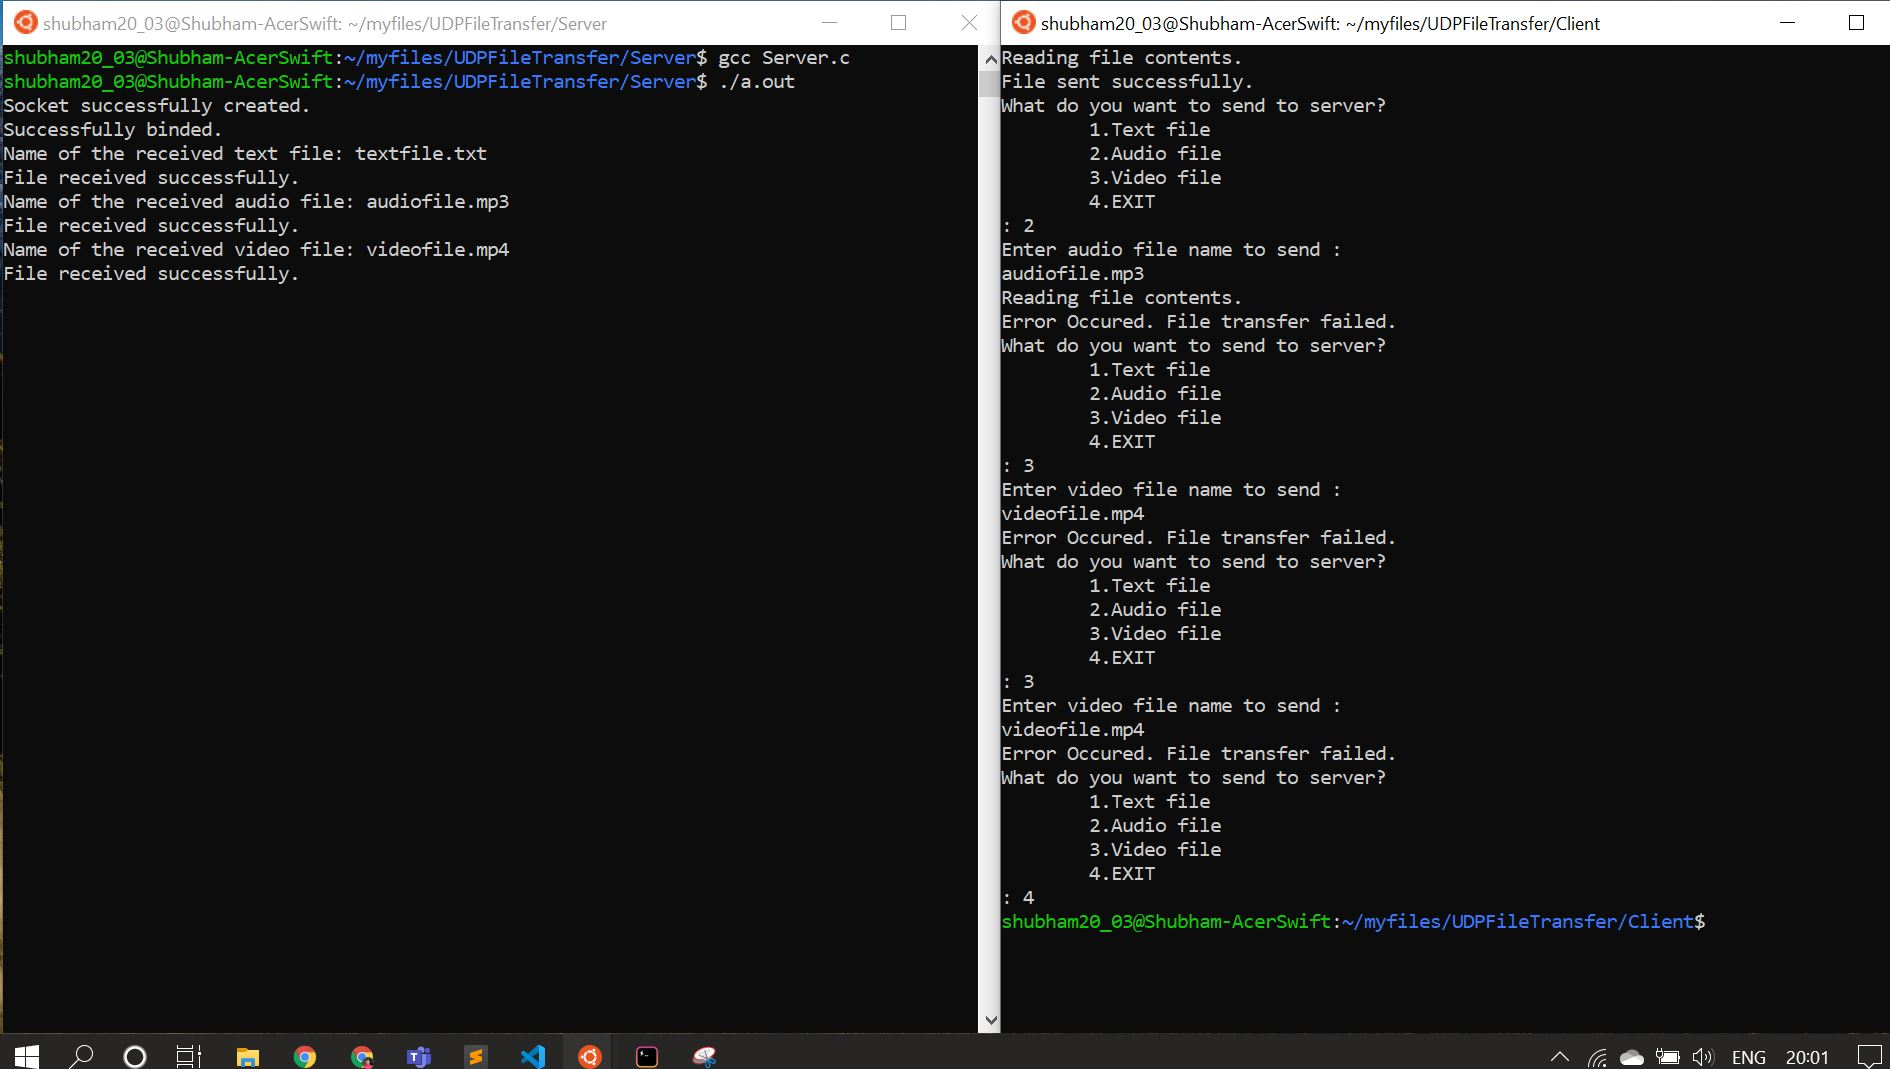 shubham20_03@Shubham-AcerSwift: ~/myfiles/UDPFileTransfer/Server
shubham20_03@Shubham-AcerSwift:~/myfiles/UDPFileTransfer/Server$ gcc Server.c
shubham20_03@Shubham-AcerSwift:~/myfiles/UDPFileTransfer/Server$ ./a.out
Socket successfully created.
Successfully binded.
Name of the received text file: textfile.txt
File received successfully.
Name of the received audio file: audiofile.mp3
File received successfully.
Name of the received video file: videofile.mp4
File received successfully.
shubham20_03@Shubham-AcerSwift: ~/myfiles/UDPFileTransfer/Client
Reading file contents.
File sent successfully.
What do you want to send to server?
1.Text file
2.Audio file
3.Video file
4.EXIT
: 2
Enter audio file name to send :
audiofile.mp3
Reading file contents.
Error Occured. File transfer failed.
What do you want to send to server?
1.Text file
2.Audio file
3.Video file
4.EXIT
: 3
Enter video file name to send :
videofile.mp4
Error Occured. File transfer failed.
What do you want to send to server?
1.Text file
2.Audio file
3.Video file
4.EXIT
: 3
Enter video file name to send :
videofile.mp4
Error Occured. File transfer failed.
What do you want to send to server?
1.Text file
2.Audio file
3.Video file
4.EXIT
: 4
shubham20_03@Shubham-AcerSwift:~/myfiles/UDPFileTransfer/Client$
ENG 20:01